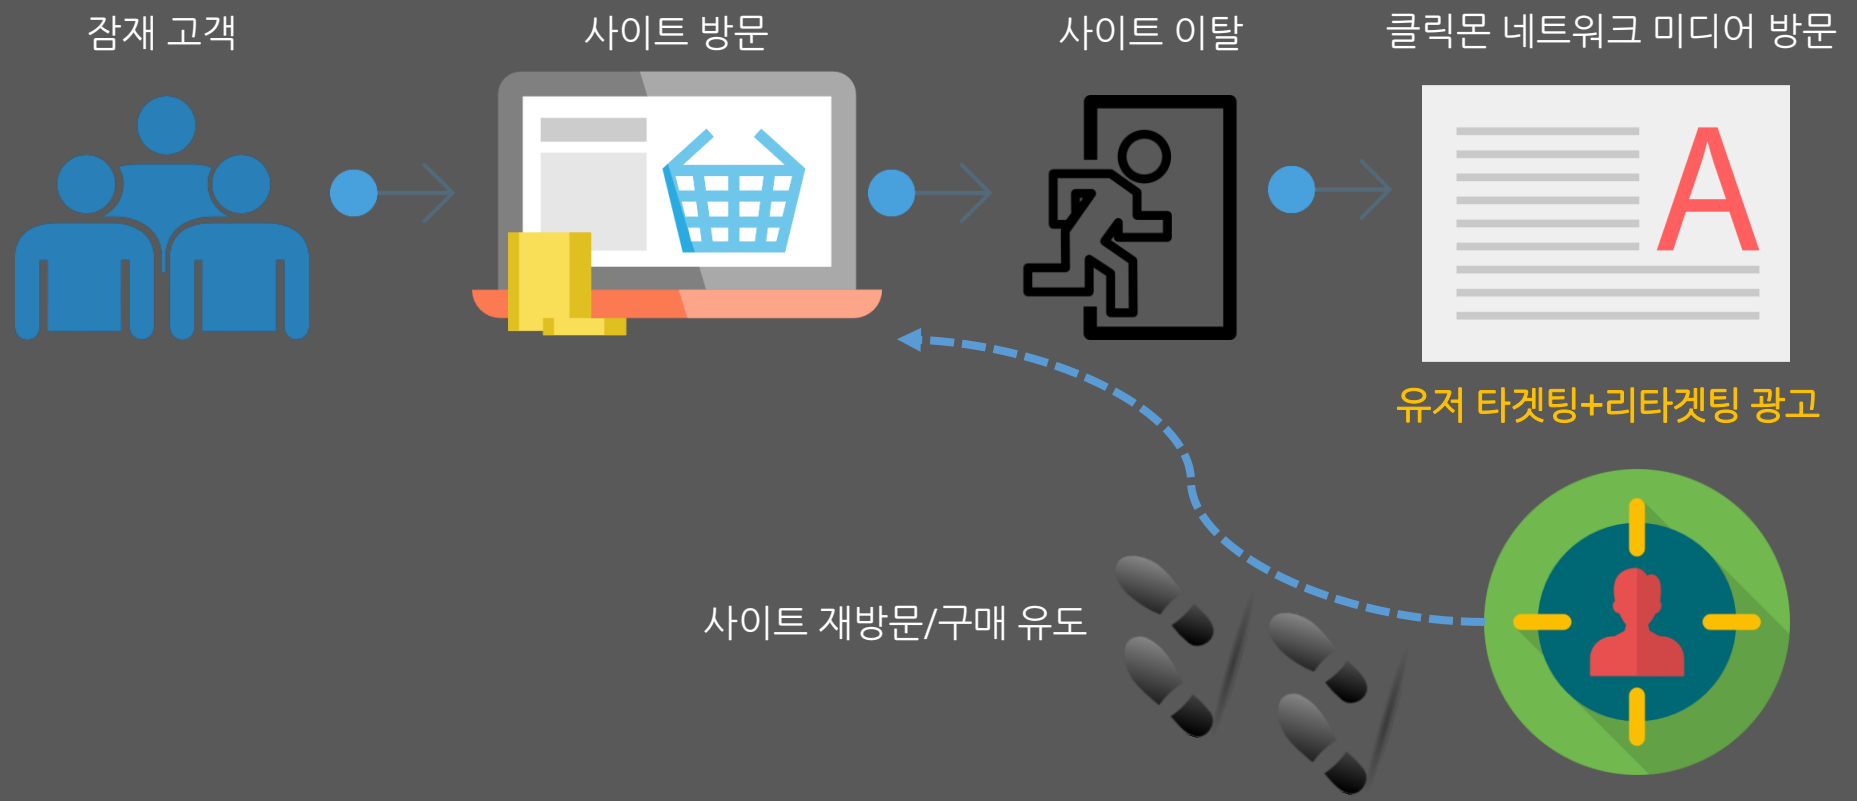 잠재 고객
사이트 방문
사이트 이탈
클릭몬 네트워크 미디어 방문
A
유저 타겟팅+리타겟팅 광고
사이트 재방문/구매 유도